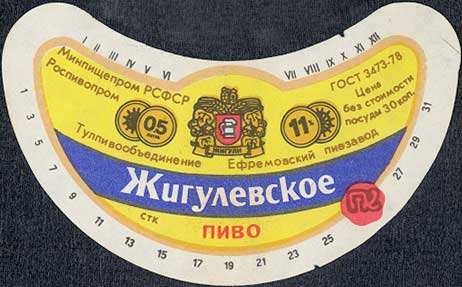 I II III IV V VI
VII VIII IX X XI XII
Минпищепром РСФСР
Роспивопром
ГОСТ 3473-78
Цена
без стоимости
посуды 30 коп.
05
литра
11%
ЖИГУЛИ
Тулпивообъединение
Ефремовский пивзавод
Жигулевское
стк
ПИВО
П2
1 3 5 7 9 11 13 15 17 19 21 23 25 27 29 31